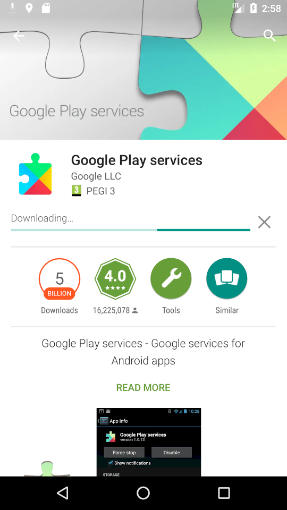 2:58
Google Play services
Google Play services
Google LLC
3 PEGI 3
Downloading...
5
BILLION
4.0
Downloads
16,225,078
Tools
Similar
Google Play services - Google services for
Android apps
READ MORE
App info
Google Play services
Force stop
Disable
Show notifications
STORAGE